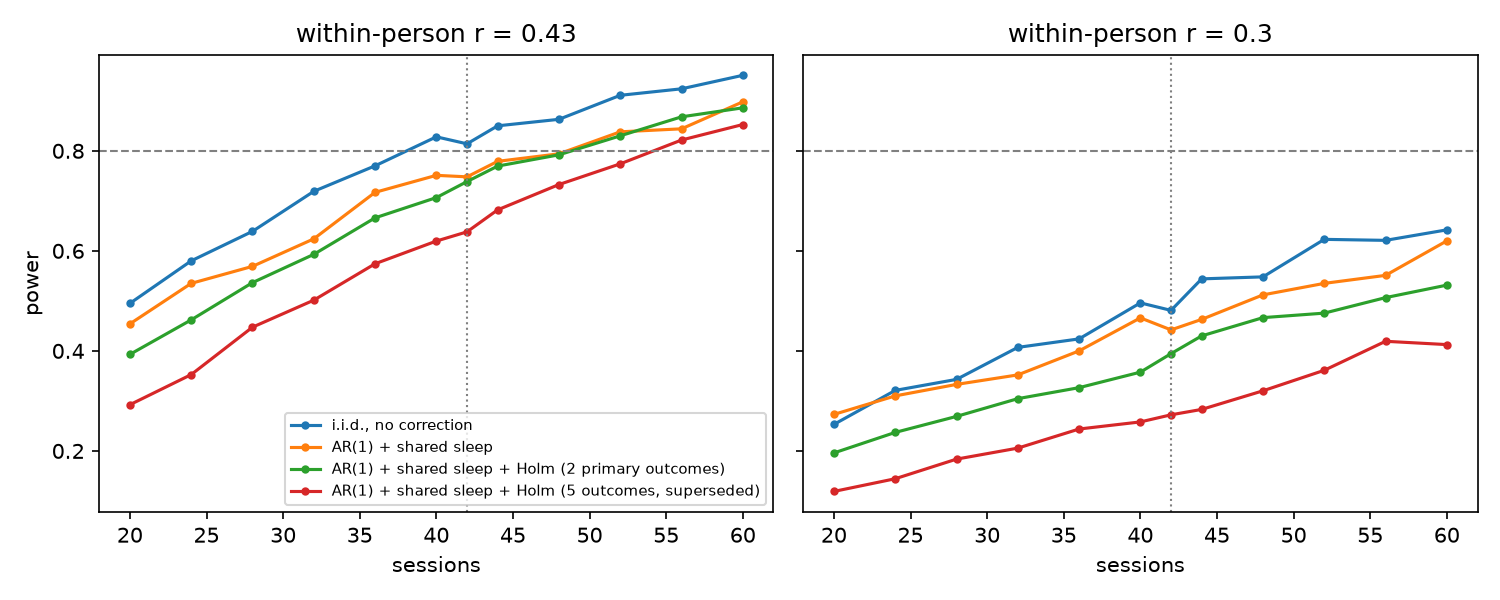 within-person r = 0.43
within-person r = 0.3
power
0.8
0.6
0.4
0.2
i.i.d., no correction
AR(1) + shared sleep
AR(1) + shared sleep + Holm (2 primary outcomes)
AR(1) + shared sleep + Holm (5 outcomes, superseded)
20 25 30 35 40 45 50 55 60
sessions
20 25 30 35 40 45 50 55 60
sessions